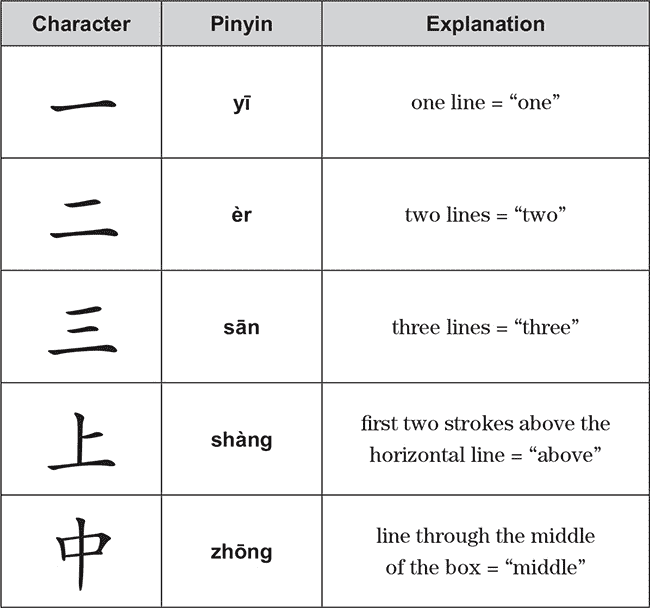 Character Pinyin Explanation
一 yī one line = “one”
二 èr two lines = “two”
三 sān three lines = “three”
上 shàng first two strokes above the
horizontal line = “above”
中 zhōng line through the middle
of the box = “middle”